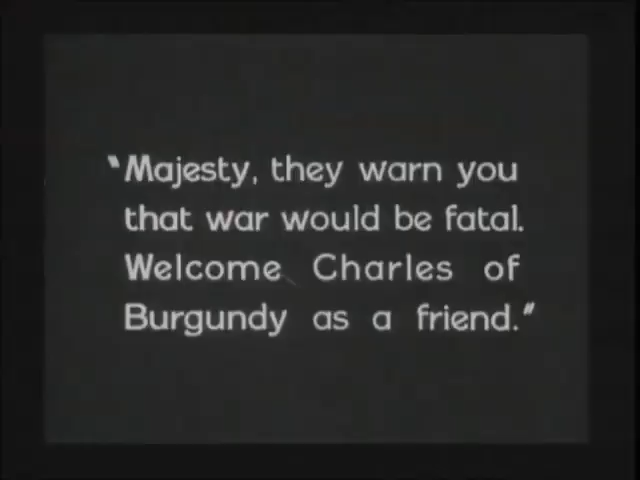 "Majesty, they warn you
that war would be fatal.
Welcome Charles of
Burgundy as a friend."